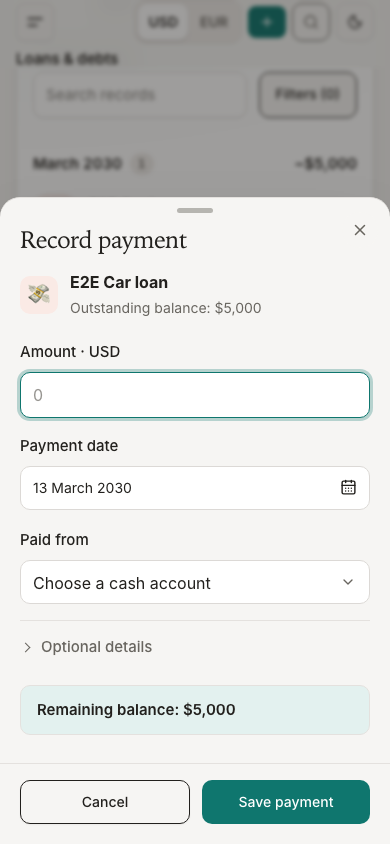 USD EUR
Loans & debts
Search records
Filters (0)
March 2030 1 -$5,000
Record payment
E2E Car loan
Outstanding balance: $5,000
Amount · USD
0
Payment date
13 March 2030
Paid from
Choose a cash account
Optional details
Remaining balance: $5,000
Cancel
Save payment